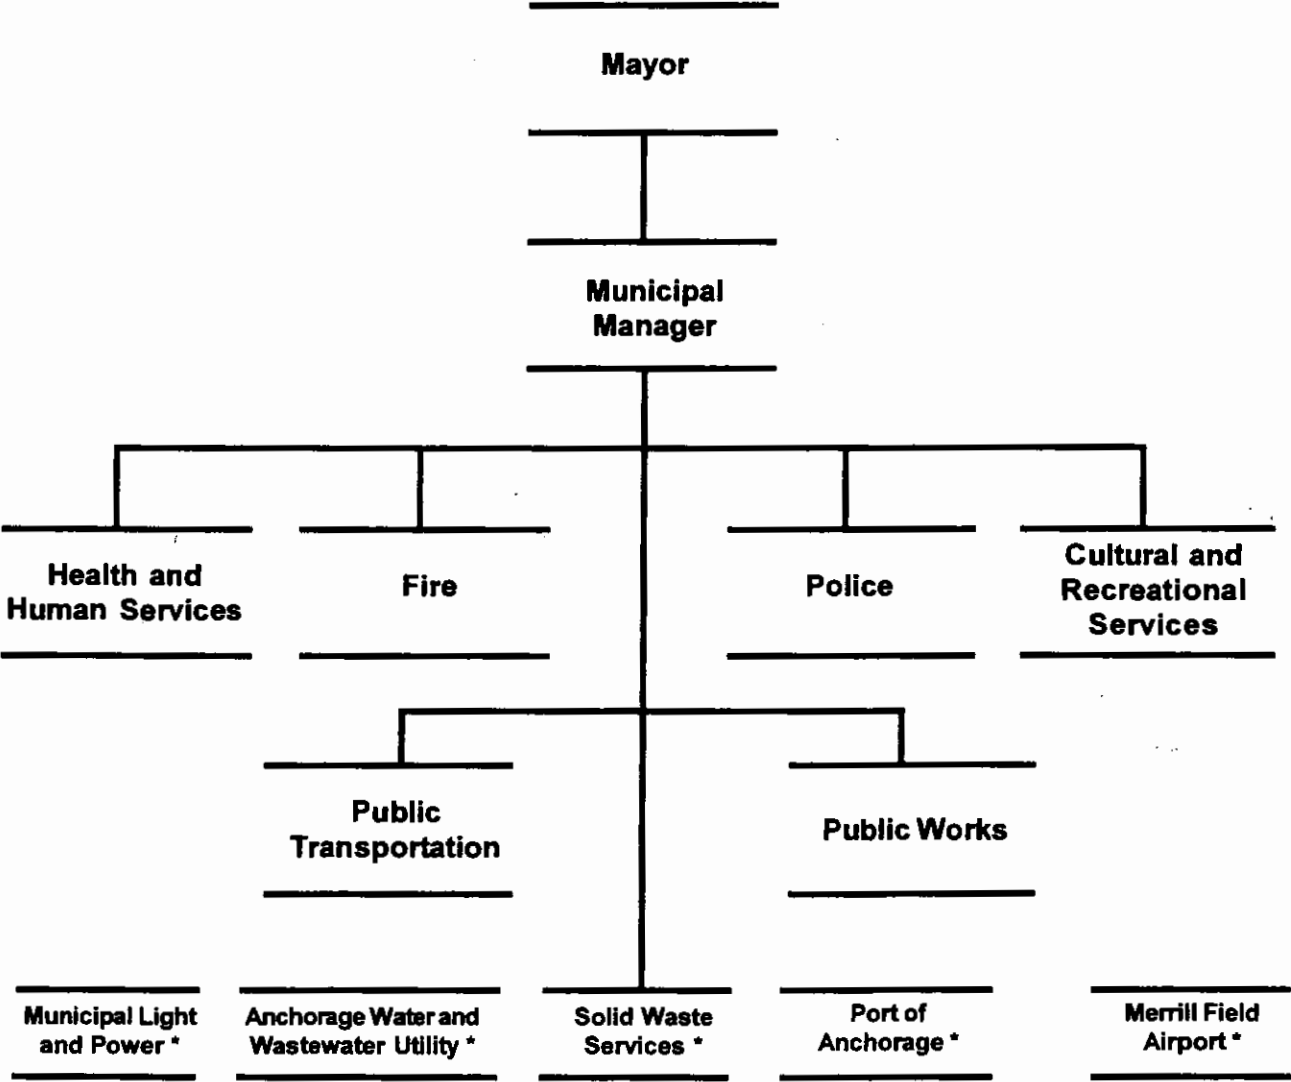 Mayor
Municipal
Manager
Health and
Human Services
Fire
Police
Cultural and
Recreational
Services
Public
Transportation
Public Works
Municipal Light
and Power *
Anchorage Water and
Wastewater Utility *
Solid Waste
Services *
Port of
Anchorage *
Merrill Field
Airport *